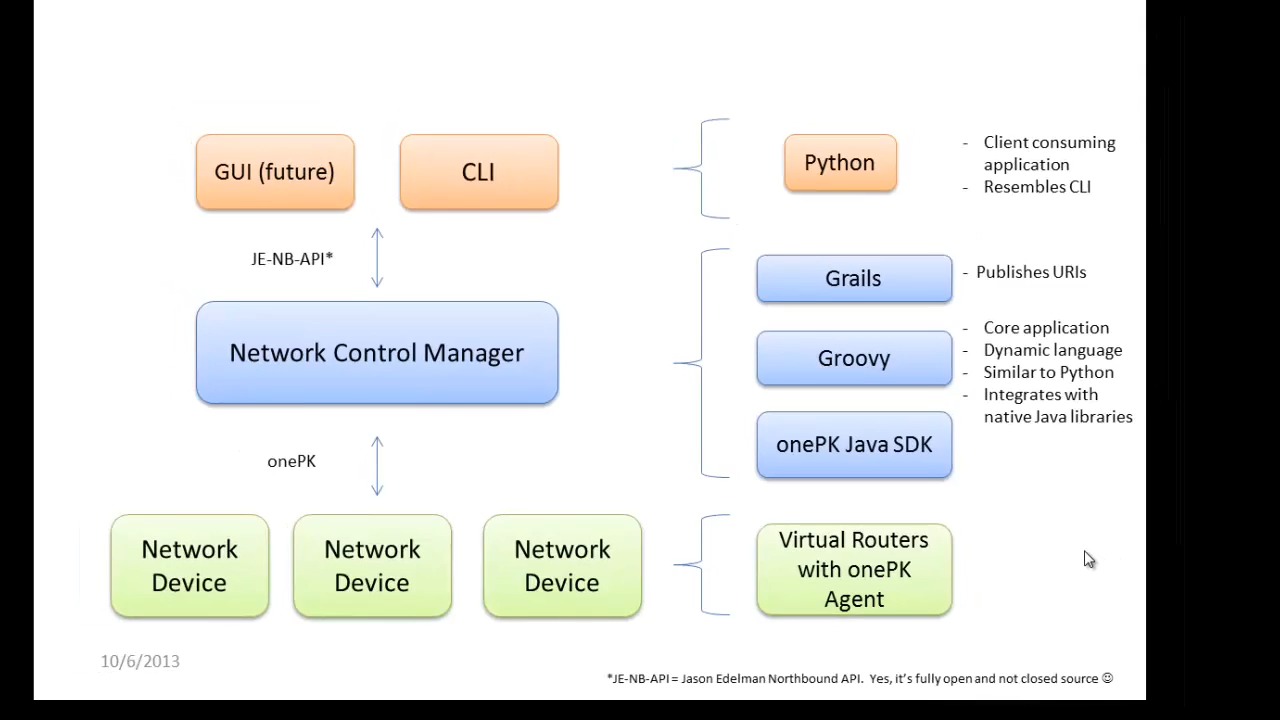 GUI (future)
CLI
Python
- Client consuming
application
- Resembles CLI
JE-NB-API*
Grails
- Publishes URIs
Network Control Manager
Groovy
- Core application
- Dynamic language
- Similar to Python
- Integrates with
native Java libraries
onePK Java SDK
onePK
Network
Device
Network
Device
Network
Device
Virtual Routers
with onePK
Agent
10/6/2013
*JE-NB-API = Jason Edelman Northbound API. Yes, it's fully open and not closed source ☺